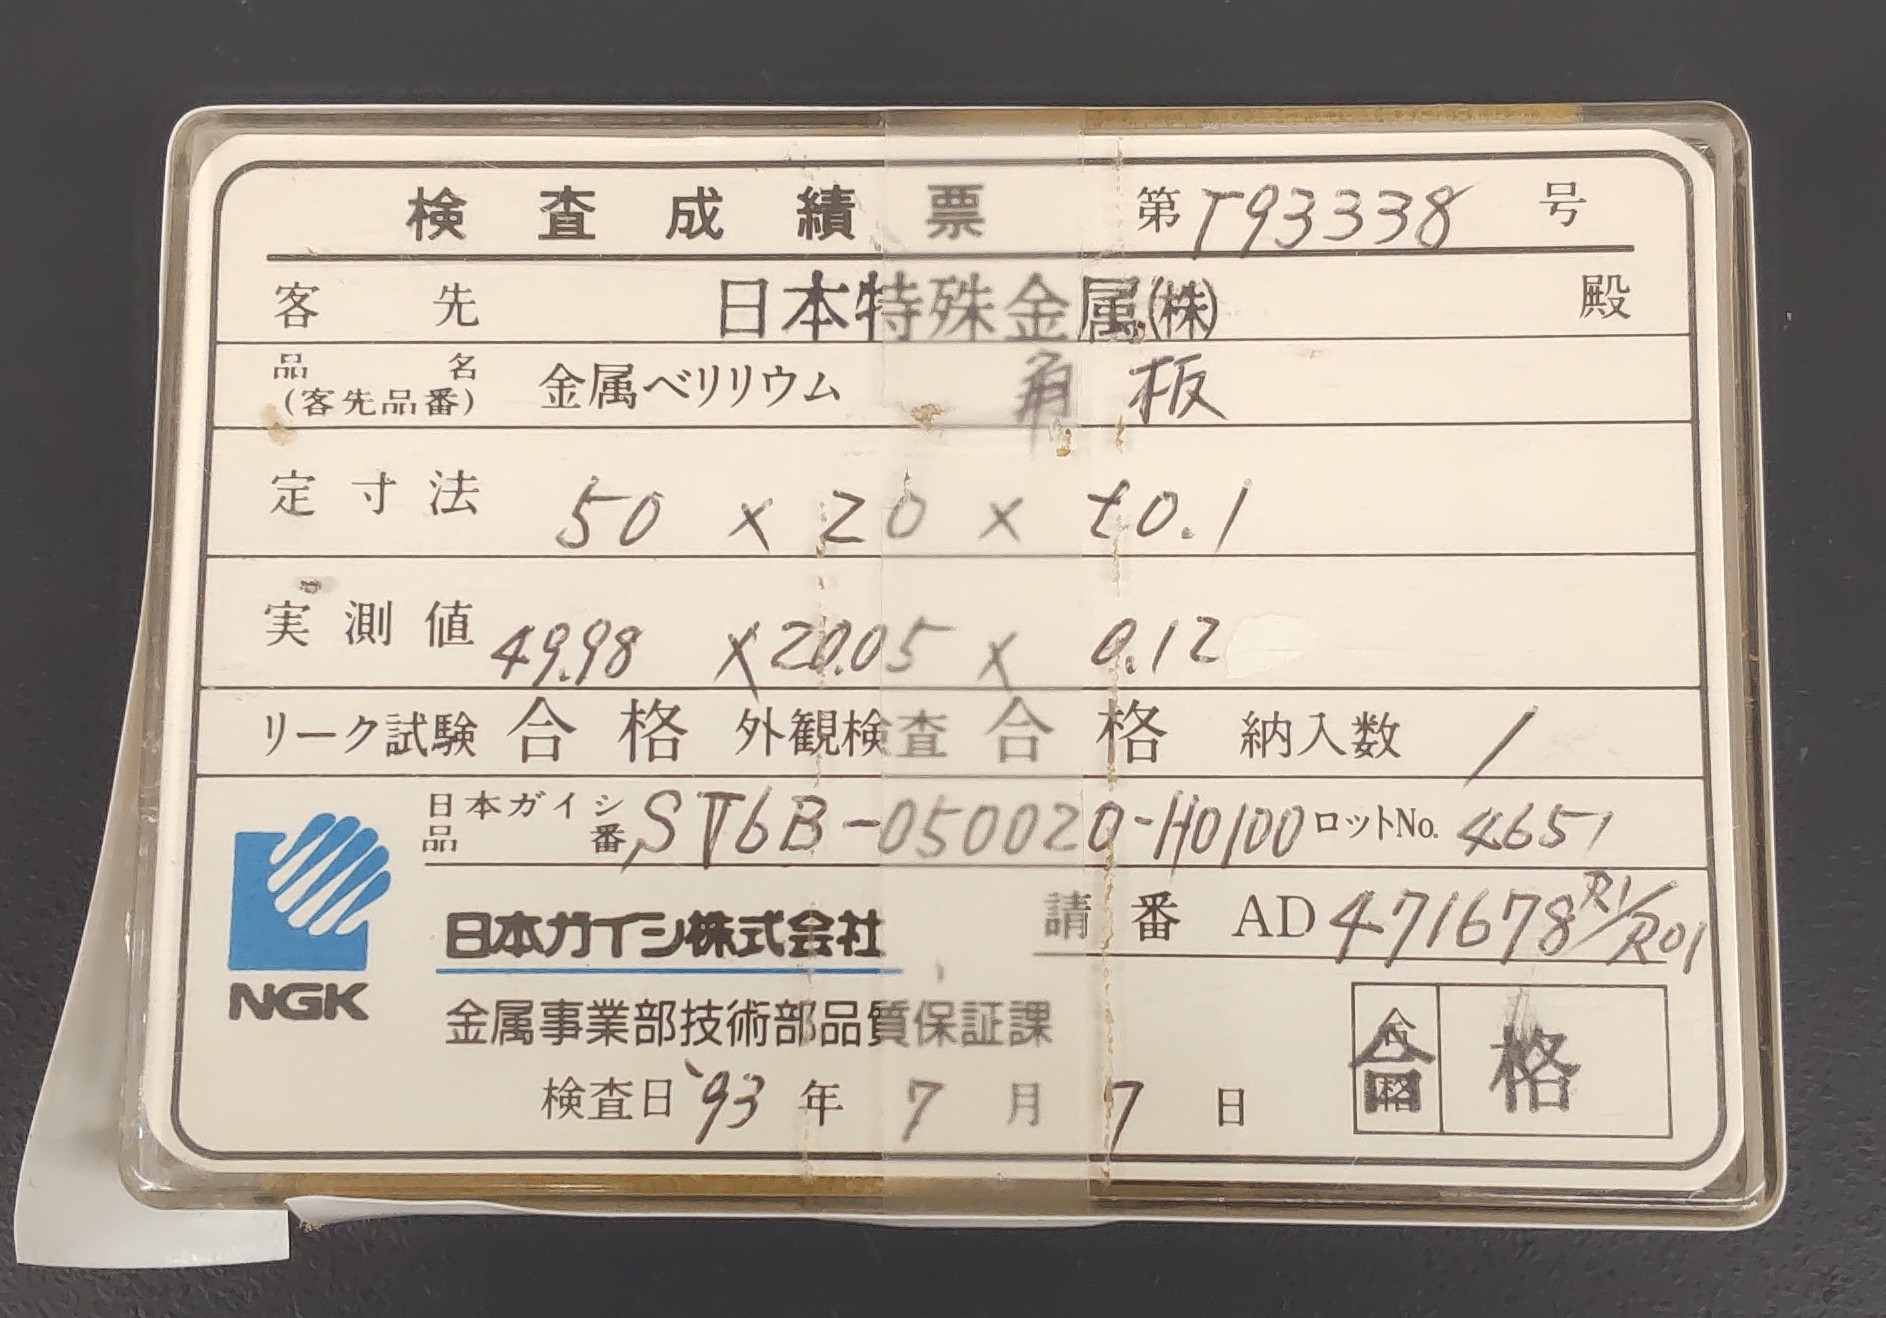 検査成績票 第T93338号
客先 日本特殊金属㈱ 殿
品名 金属ベリリウム 角板
(客先品番)
定寸法 50 × 20 × t0.1
実測値 49.98 × 20.05 × 0.12
リーク試験 合格 外観検査 合格 納入数 1
日本ガイシ品番 ST6B-050020-H0100 ロットNo. 4651
請番 AD471678 R1/R01
日本ガイシ株式会社
NGK
金属事業部技術部品質保証課
合格 合格
検査日 '93年7月7日